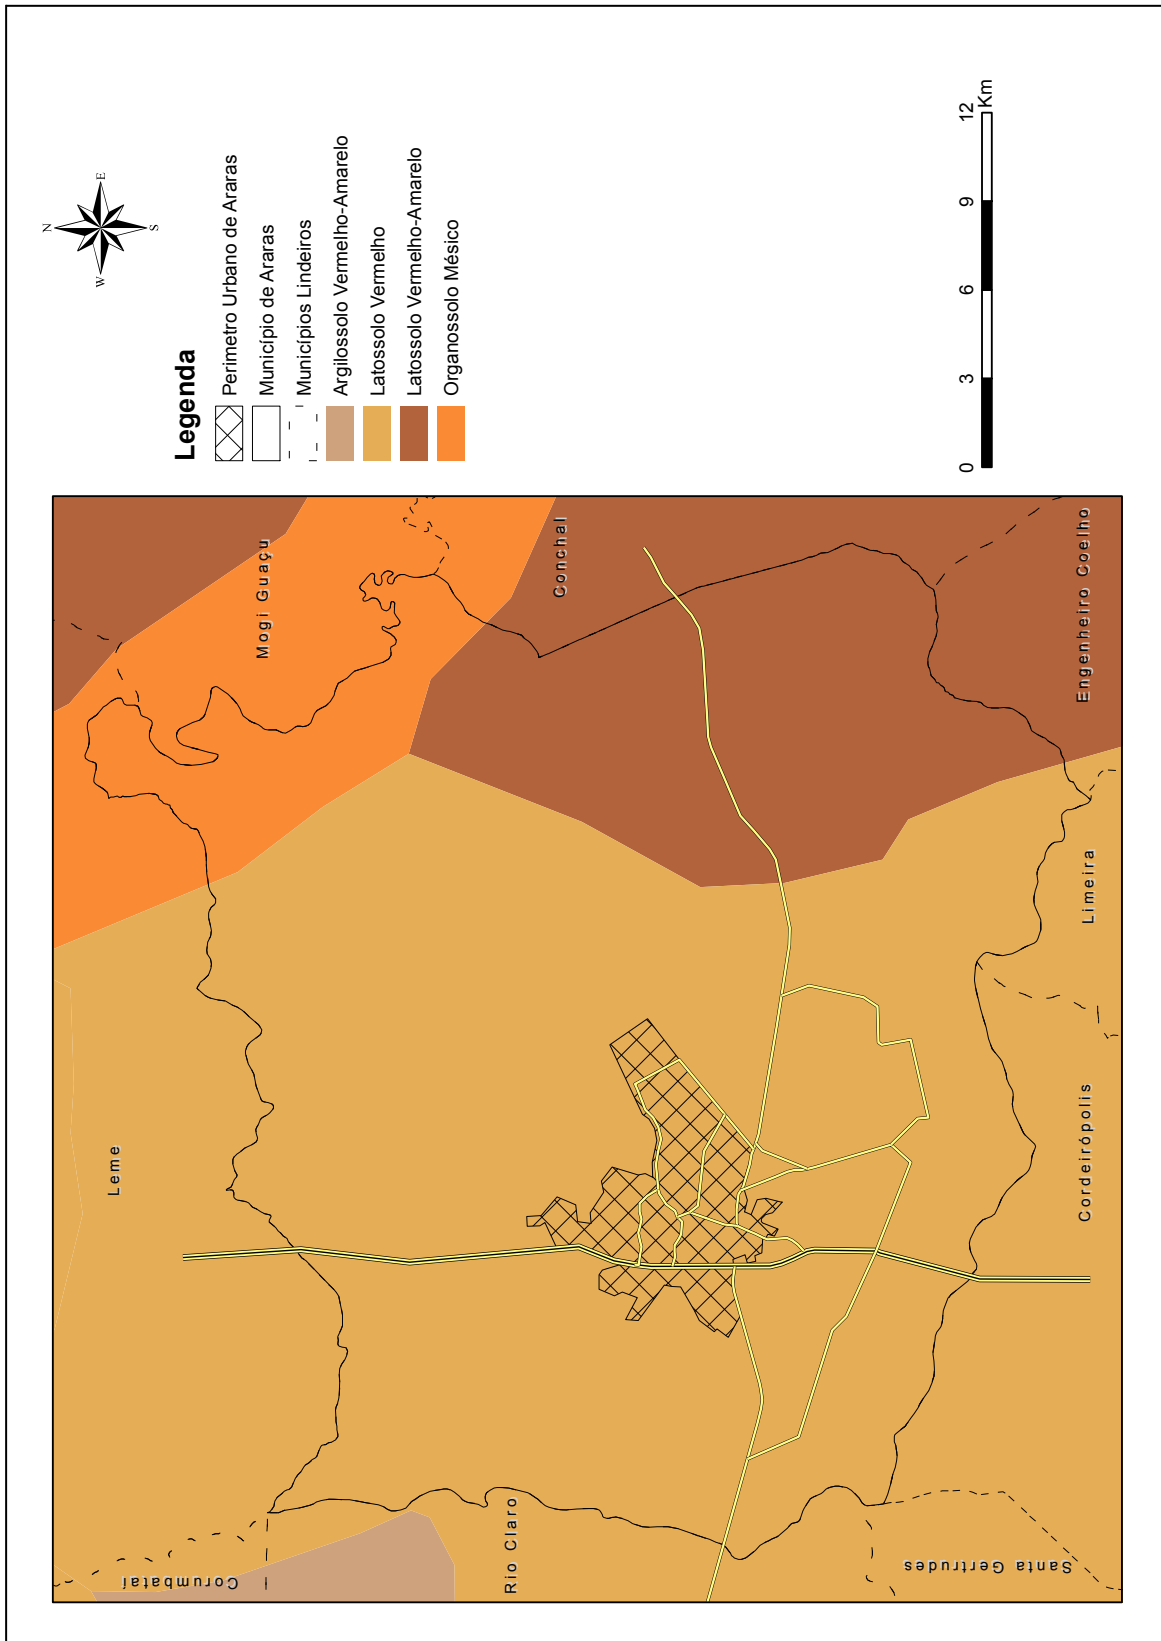 N
E
S
W
Legenda
Perimetro Urbano de Araras
Município de Araras
Municípios Lindeiros
Argilossolo Vermelho-Amarelo
Latossolo Vermelho
Latossolo Vermelho-Amarelo
Organossolo Mésico
0 3 6 9 12
Km
Corumbataí
Leme
Mogi Guaçu
Rio Claro
Conchal
Santa Gertrudes
Cordeirópolis
Limeira
Engenheiro Coelho